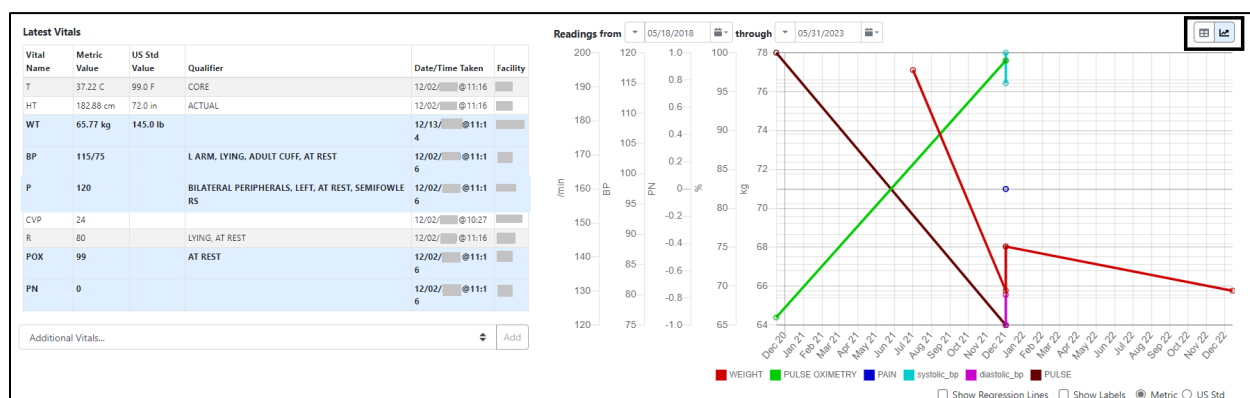 Latest Vitals
Vital Name Metric Value US Std Value Qualifier Date/Time Taken Facility
T 37.22 C 99.0 F CORE 12/02/ @11:16
HT 182.88 cm 72.0 in ACTUAL 12/02/ @11:16
WT 65.77 kg 145.0 lb 12/13/ @11:1
4
BP 115/75 L ARM, LYING, ADULT CUFF, AT REST 12/02/ @11:1
6
P 120 BILATERAL PERIPHERALS, LEFT, AT REST, SEMIFOWLE 12/02/ @11:1
RS 6
CVP 24 12/02/ @10:27
R 80 LYING, AT REST 12/02/ @11:16
POX 99 AT REST 12/02/ @11:1
6
PN 0 12/02/ @11:1
6
Additional Vitals... Add
Readings from 05/18/2018 through 05/31/2023
200 120 1.0 100 78
190 115 0.8 95 76
110 0.6
180 105 0.4 90 74
170 0.2 85 72
100
/min 160 BP 95 PN 0 % 80 kg 70
150 -0.2
90 -0.4 75 68
140 85 -0.6
130 80 -0.8 70 66
120 75 -1.0 65 64
Dec 20 Jan 21 Feb 21 Mar 21 Apr 21 May 21 Jun 21 Jul 21 Aug 21 Sep 21 Oct 21 Nov 21 Dec 21 Jan 22 Feb 22 Mar 22 Apr 22 May 22 Jun 22 Jul 22 Aug 22 Sep 22 Oct 22 Nov 22 Dec 22
WEIGHT PULSE OXIMETRY PAIN systolic_bp diastolic_bp PULSE
Show Regression Lines Show Labels Metric US Std